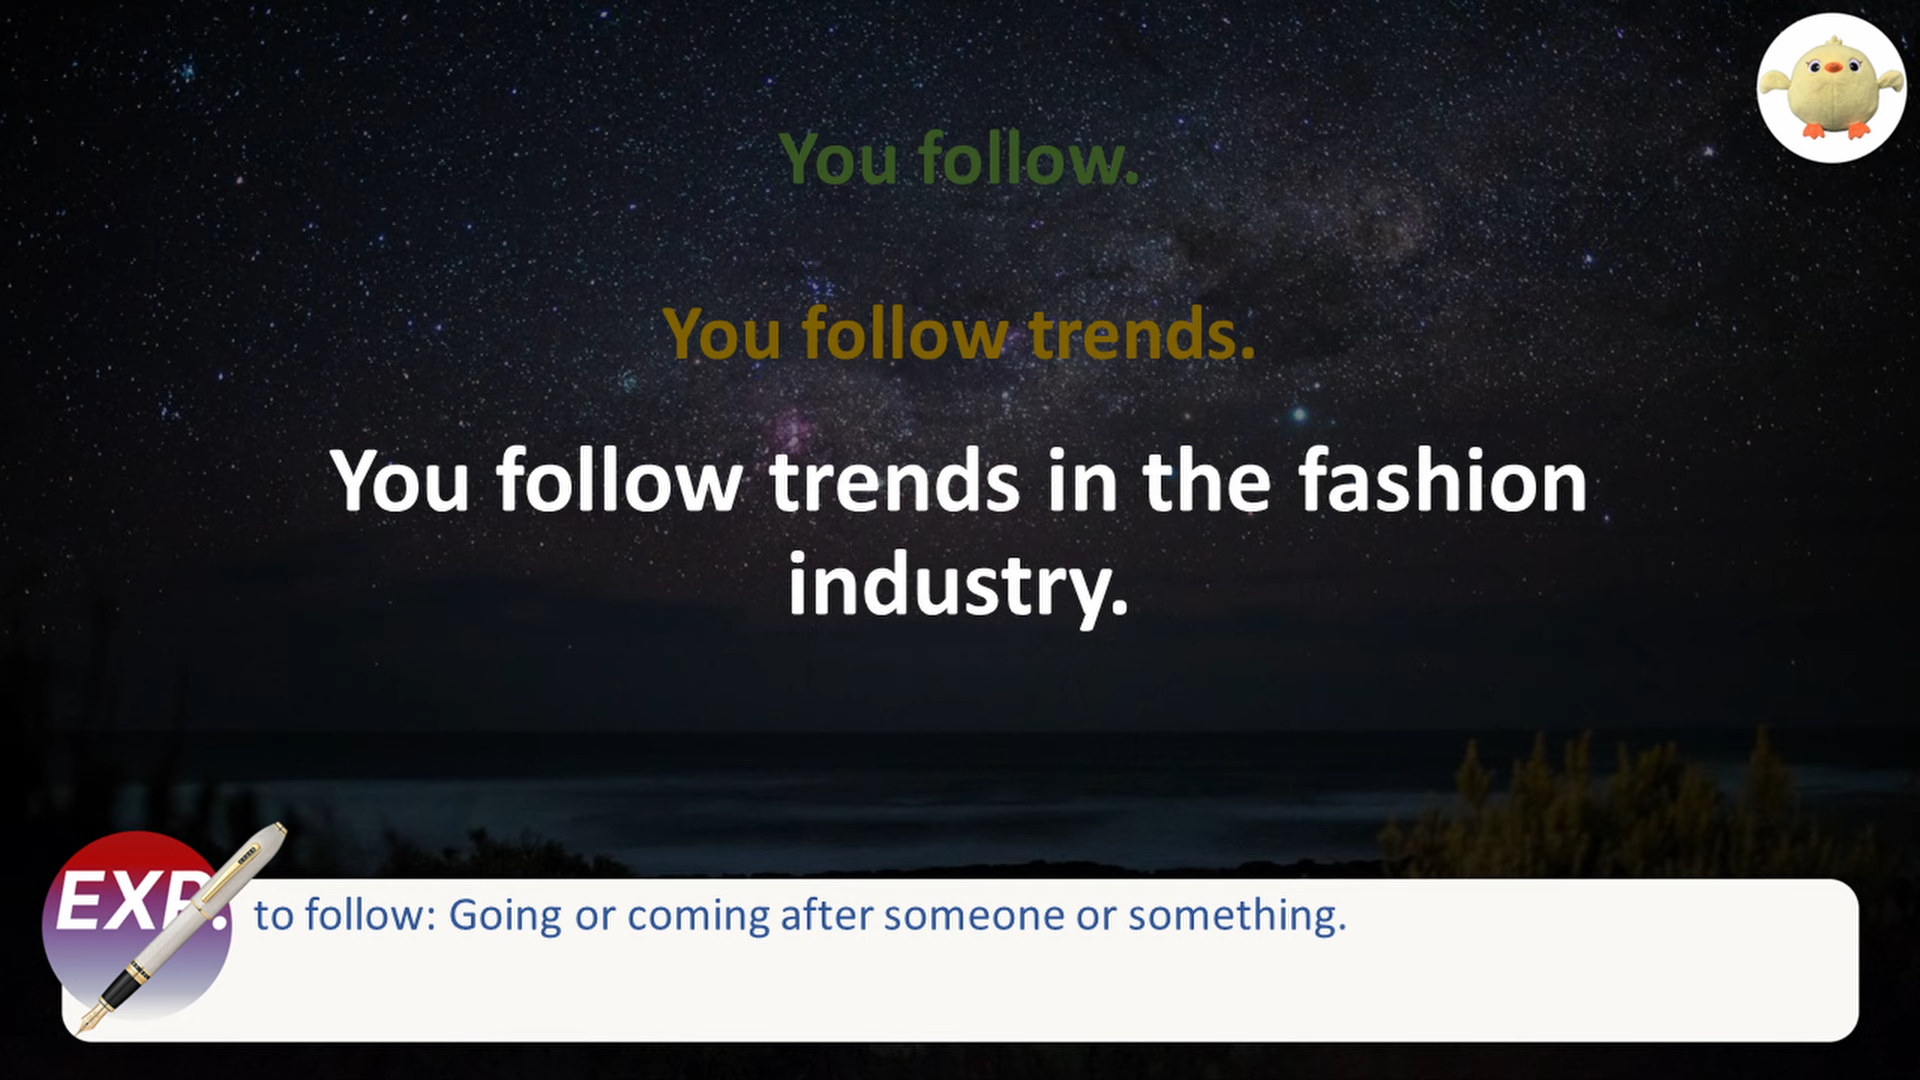 You follow.
You follow trends.
You follow trends in the fashion
industry.
EXP.
to follow: Going or coming after someone or something.